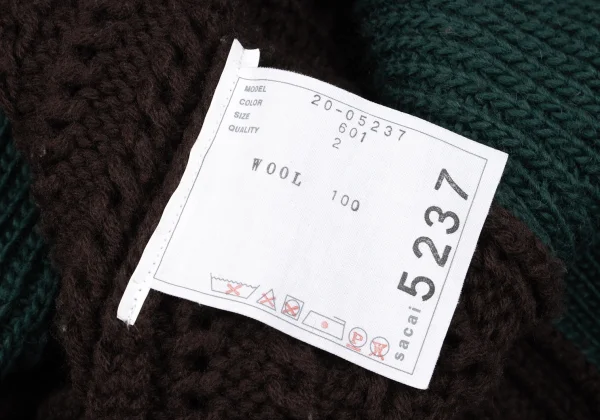 MODEL 20-05237
COLOR 601
SIZE 2
QUALITY
WOOL 100
sacai 5237
P
W